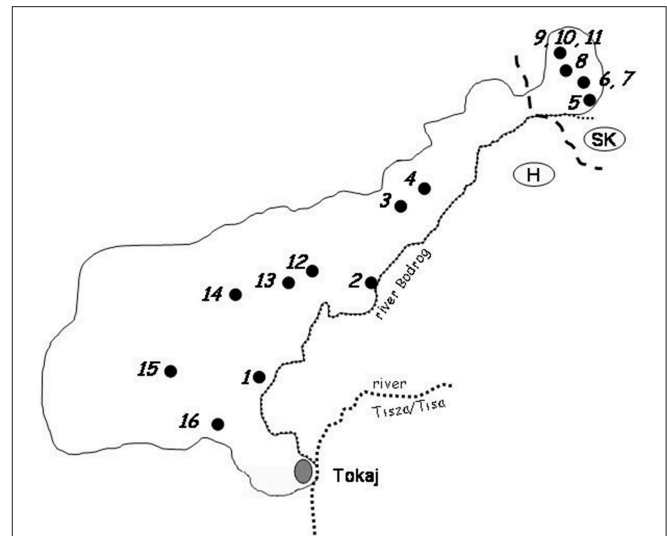 9, 10, 11
8
6, 7
5
SK
H
4
3
12
13
2
14
river Bodrog
15
1
river
Tisza/Tisa
16
Tokaj